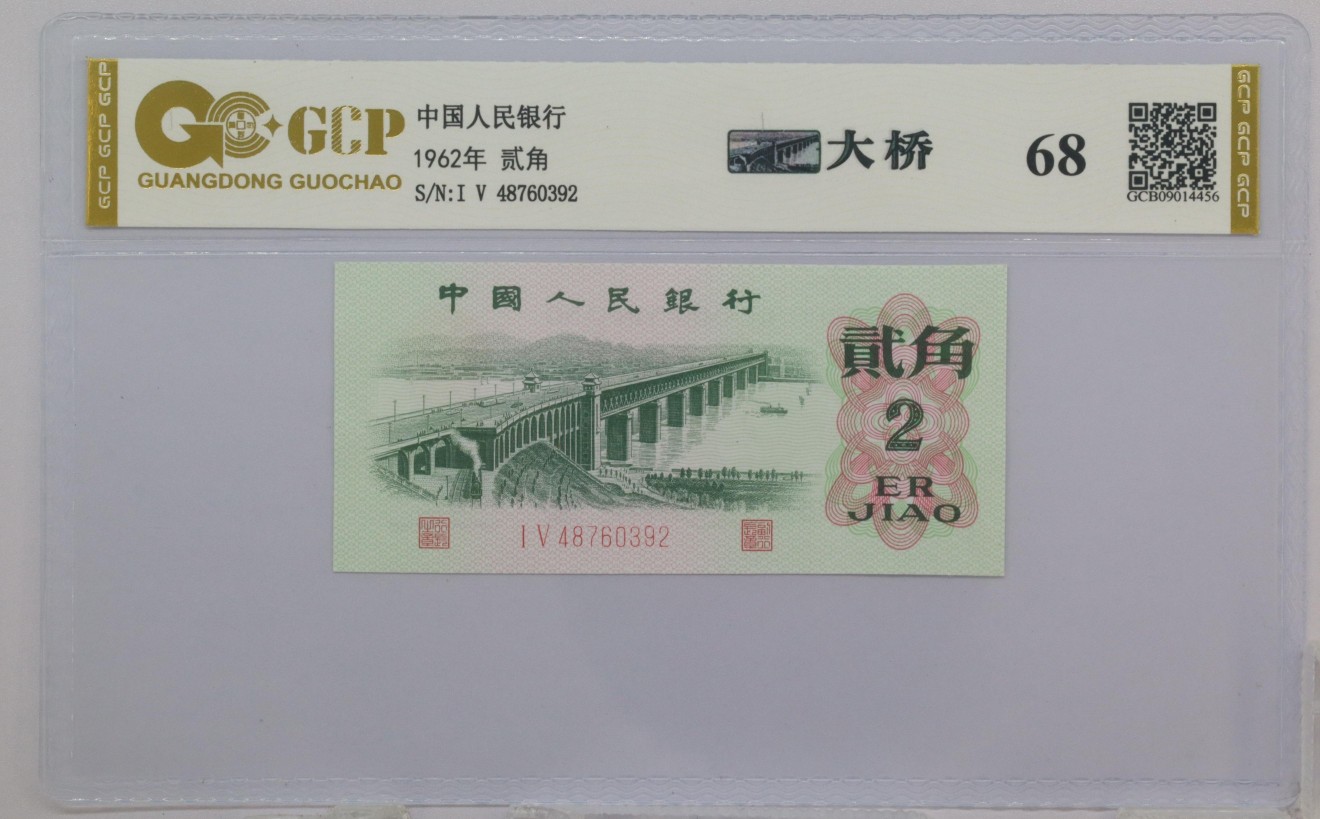 GCP GCP GCP
GCP
GUANGDONG GUOCHAO
中国人民银行
1962年 贰角
S/N:I V 48760392
大桥
68
GCB09014456
GCP GCP GCP
中國人民銀行
貳角
2
ER
JIAO
I V 48760392